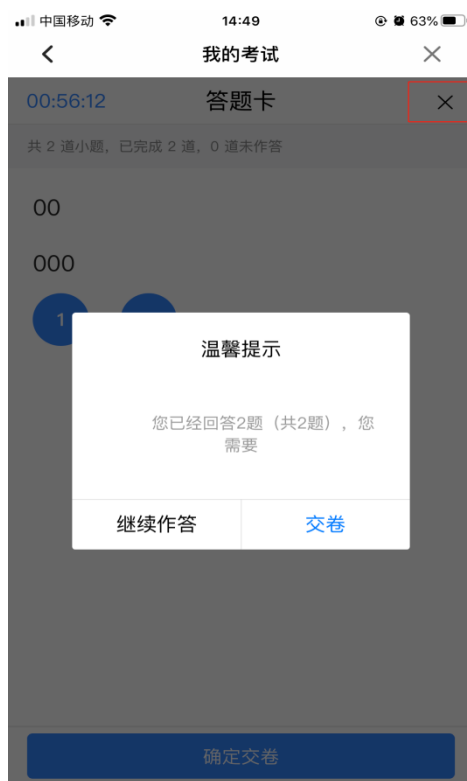 中国移动 14:49 63%
我的考试
00:56:12 答题卡
共 2 道小题，已完成 2 道，0 道未作答
00
000
1
温馨提示
您已经回答2题（共2题），您
需要
继续作答 交卷
确定交卷